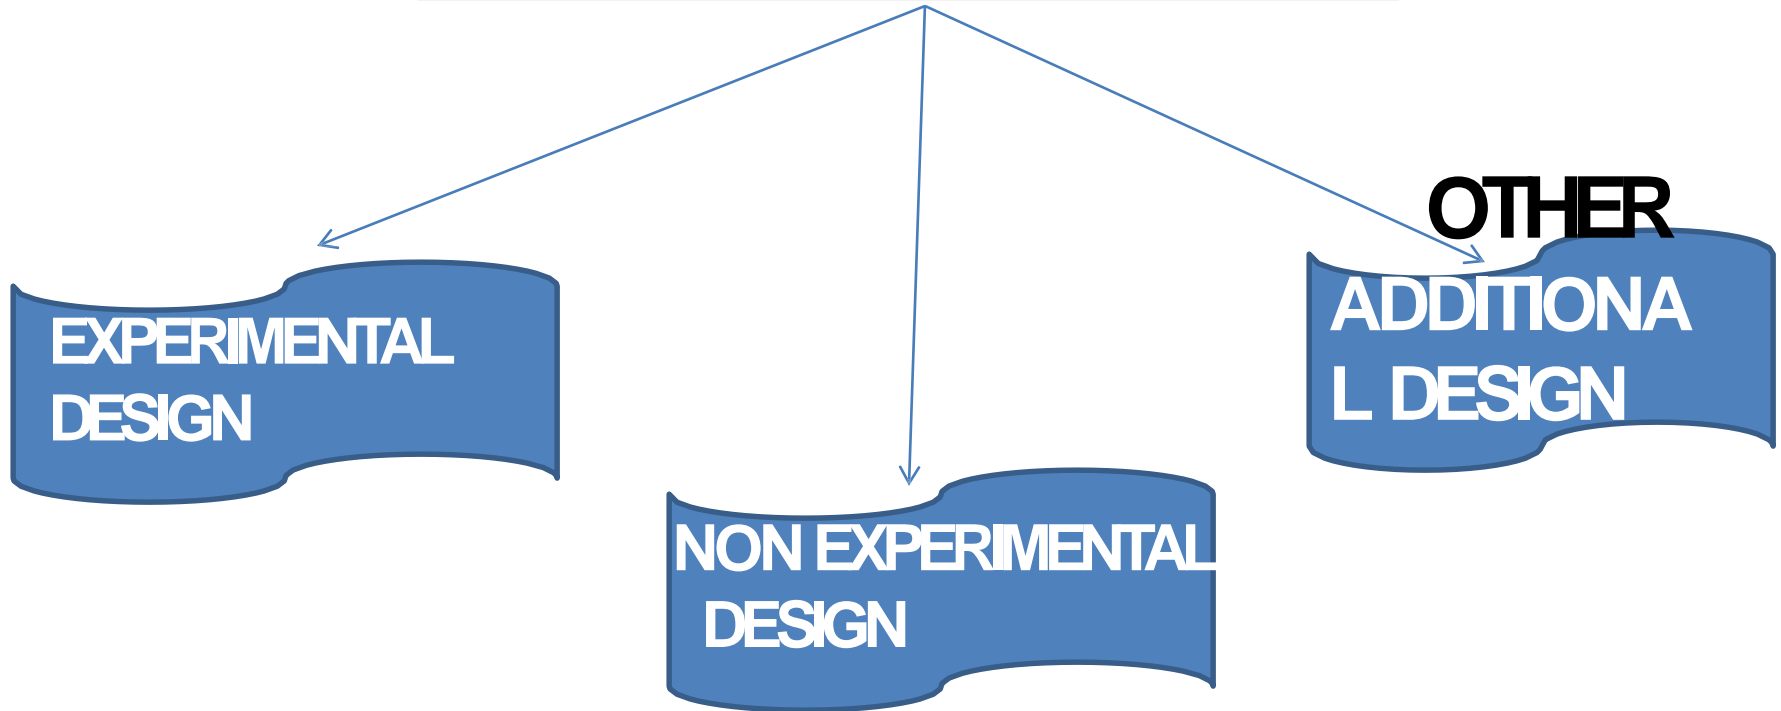 EXPERIMENTAL
DESIGN
NON EXPERIMENTAL
DESIGN
OTHER
ADDITIONA
L DESIGN